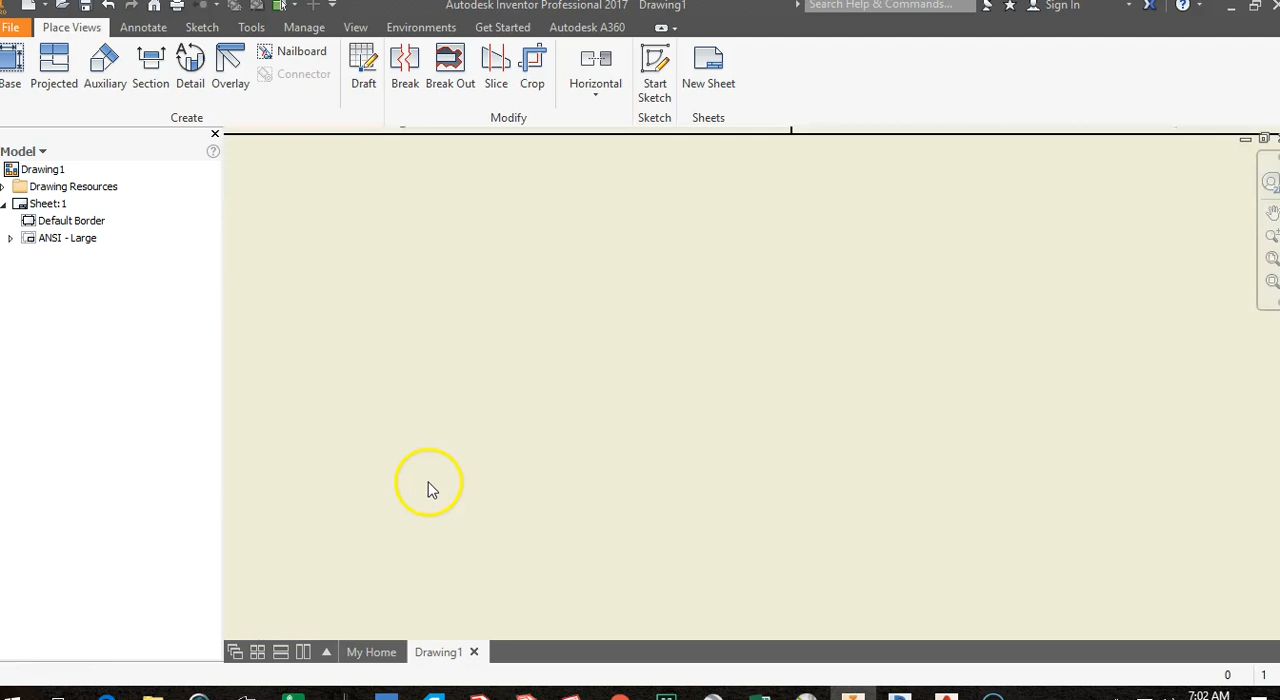 Autodesk Inventor Professional 2017 Drawing1
Search Help & Commands...
Sign In
File Place Views Annotate Sketch Tools Manage View Environments Get Started Autodesk A360
Nailboard
Connector
Base Projected Auxiliary Section Detail Overlay Draft Break Break Out Slice Crop Horizontal Start Sketch New Sheet
Create Modify Sketch Sheets
Model
Drawing1
Drawing Resources
Sheet:1
Default Border
ANSI - Large
My Home Drawing1
0 1
7:02 AM